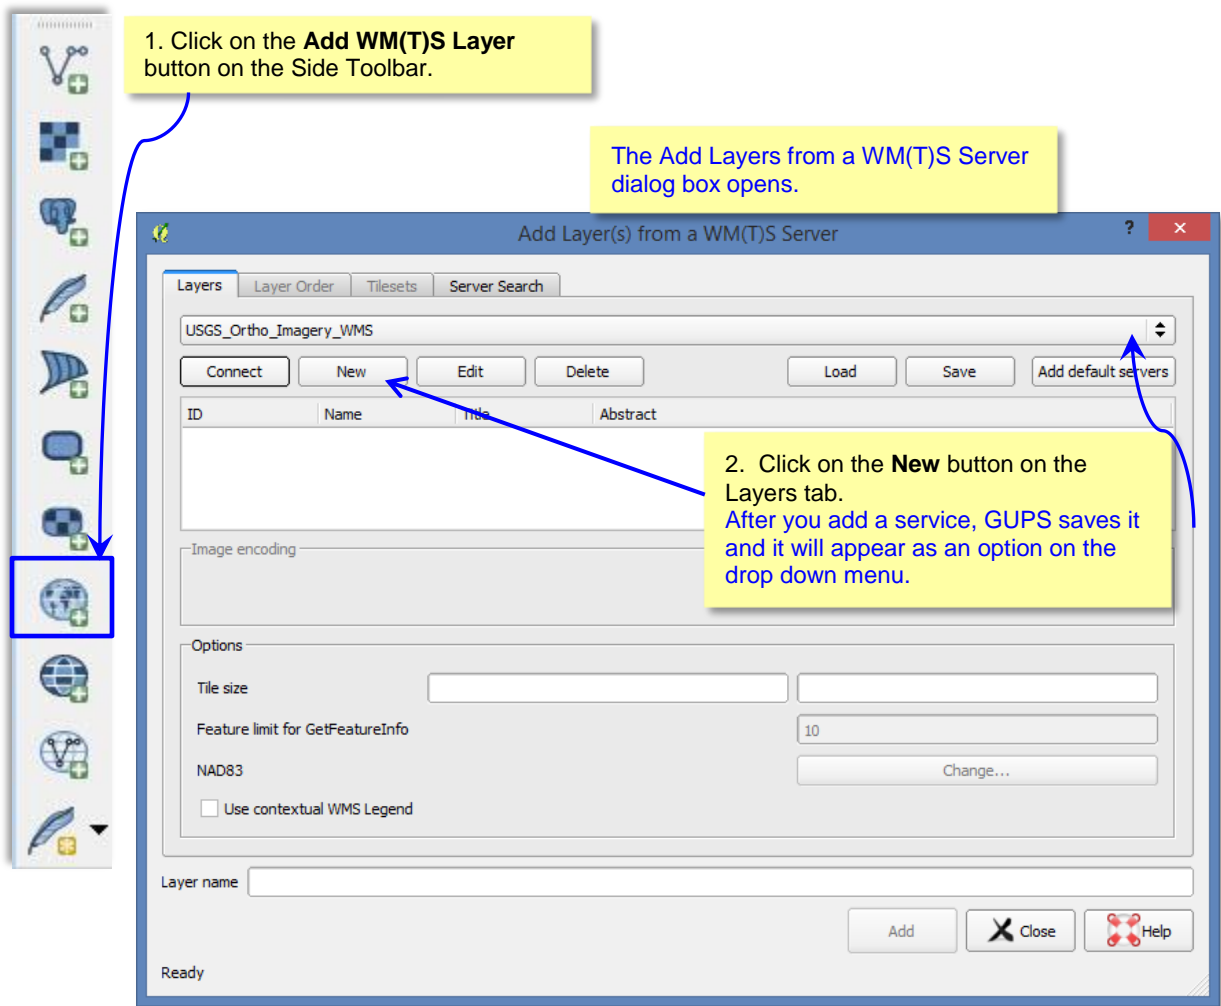 1. Click on the Add WM(T)S Layer
button on the Side Toolbar.
The Add Layers from a WM(T)S Server
dialog box opens.
Add Layer(s) from a WM(T)S Server
?
Layers Layer Order Tilesets Server Search
USGS_Ortho_Imagery_WMS
Connect New Edit Delete Load Save Add default servers
ID Name Title Abstract
2. Click on the New button on the
Layers tab.
After you add a service, GUPS saves it
and it will appear as an option on the
drop down menu.
Image encoding
Options
Tile size
Feature limit for GetFeatureInfo 10
NAD83 Change...
Use contextual WMS Legend
Layer name
Add Close Help
Ready